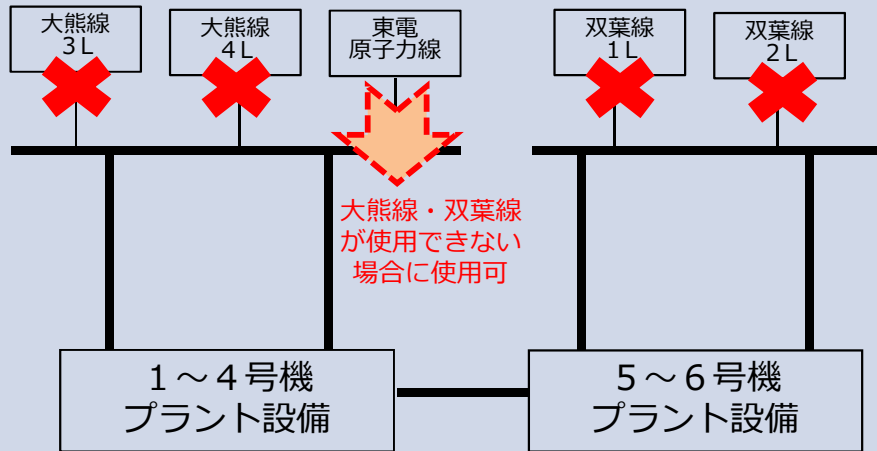 大熊線
3L
大熊線
4L
東電
原子力線
双葉線
1L
双葉線
2L
大熊線・双葉線
が使用できない
場合に使用可
1～4号機
プラント設備
5～6号機
プラント設備